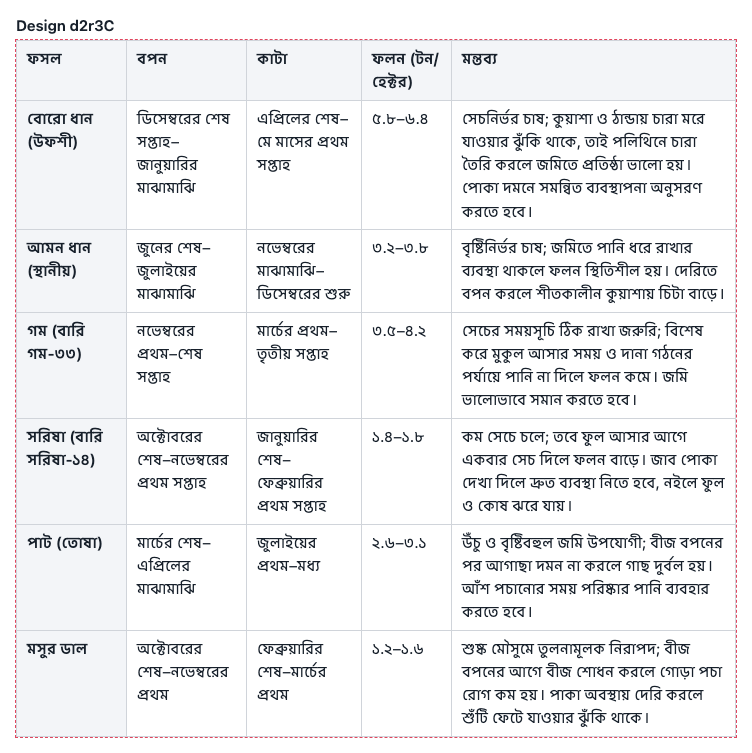 Design d2r3C
ফসল
বপন
কাটা
ফলন (টন/
হেক্টর)
মন্তব্য
বোরো ধান
(উফশী)
ডিসেম্বরের শেষ
সপ্তাহ–
জানুয়ারির
মাঝামাঝি
এপ্রিলের শেষ–
মে মাসের প্রথম
সপ্তাহ
৫.৮–৬.৪
সেচনির্ভর চাষ; কুয়াশা ও ঠান্ডায় চারা মরে
যাওয়ার ঝুঁকি থাকে, তাই পলিথিনে চারা
তৈরি করলে জমিতে প্রতিষ্ঠা ভালো হয়।
পোকা দমনে সমন্বিত ব্যবস্থাপনা অনুসরণ
করতে হবে।
আমন ধান
(স্থানীয়)
জুনের শেষ–
জুলাইয়ের
মাঝামাঝি
নভেম্বরের
মাঝামাঝি–
ডিসেম্বরের শুরু
৩.২–৩.৮
বৃষ্টিনির্ভর চাষ; জমিতে পানি ধরে রাখার
ব্যবস্থা থাকলে ফলন স্থিতিশীল হয়। দেরিতে
বপন করলে শীতকালীন কুয়াশায় চিটা বাড়ে।
গম (বারি
গম-৩৩)
নভেম্বরের
প্রথম–শেষ
সপ্তাহ
মার্চের প্রথম–
তৃতীয় সপ্তাহ
৩.৫–৪.২
সেচের সময়সূচি ঠিক রাখা জরুরি; বিশেষ
করে মুকুল আসার সময় ও দানা গঠনের
পর্যায়ে পানি না দিলে ফলন কমে। জমি
ভালোভাবে সমান করতে হবে।
সরিষা (বারি
সরিষা-১৪)
অক্টোবরের
শেষ–নভেম্বরের
প্রথম সপ্তাহ
জানুয়ারির
শেষ–
ফেব্রুয়ারির
প্রথম সপ্তাহ
১.৪–১.৮
কম সেচে চলে; তবে ফুল আসার আগে
একবার সেচ দিলে ফলন বাড়ে। জাব পোকা
দেখা দিলে দ্রুত ব্যবস্থা নিতে হবে, নইলে ফুল
ও কোষ ঝরে যায়।
পাট (তোষা)
মার্চের শেষ–
এপ্রিলের
মাঝামাঝি
জুলাইয়ের
প্রথম–মধ্য
২.৬–৩.১
উঁচু ও বৃষ্টিবহুল জমি উপযোগী; বীজ বপনের
পর আগাছা দমন না করলে গাছ দুর্বল হয়।
আঁশ পচানোর সময় পরিষ্কার পানি ব্যবহার
করতে হবে।
মসুর ডাল
অক্টোবরের
শেষ–নভেম্বরের
প্রথম
ফেব্রুয়ারির
শেষ–মার্চের
প্রথম
১.২–১.৬
শুষ্ক মৌসুমে তুলনামূলক নিরাপদ; বীজ
বপনের আগে বীজ শোধন করলে গোড়া পচা
রোগ কম হয়। পাকা অবস্থায় দেরি করলে
শুঁটি ফেটে যাওয়ার ঝুঁকি থাকে।